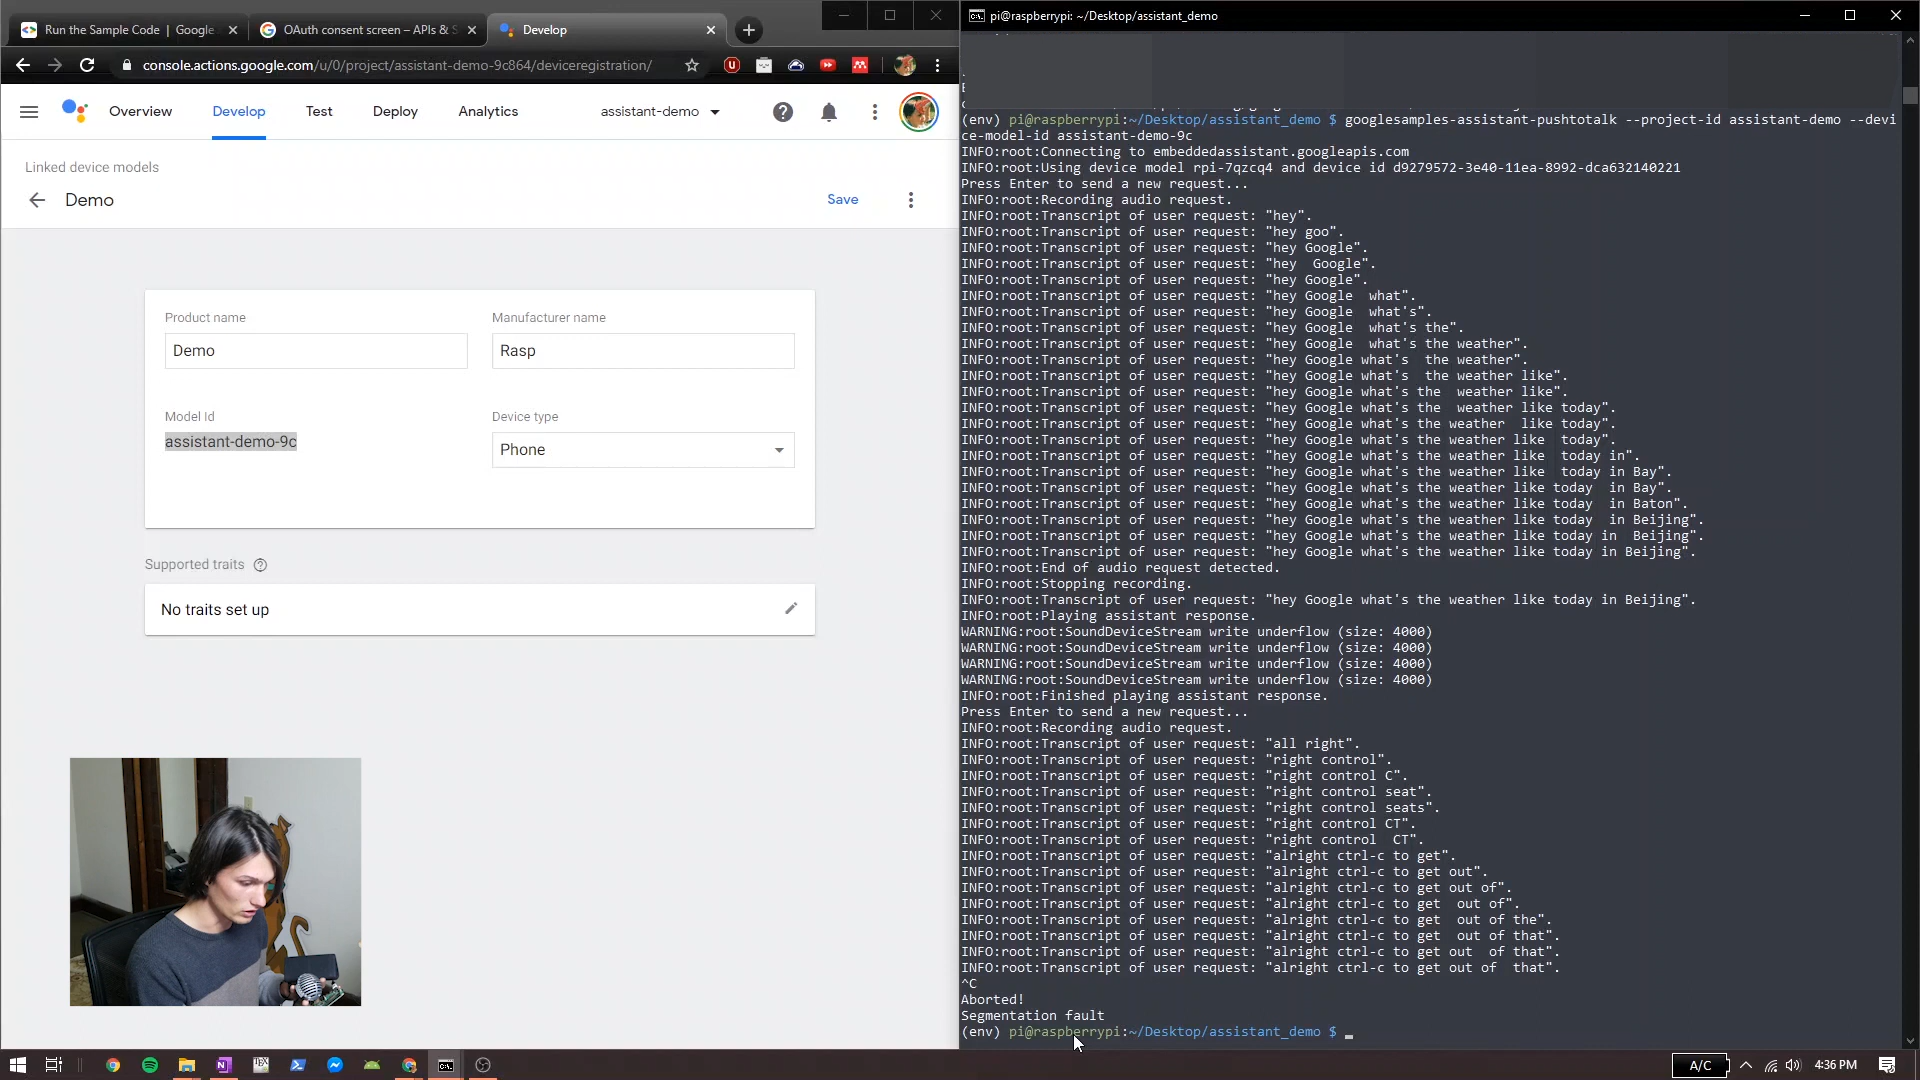 Run the Sample Code | Google
OAuth consent screen – APIs & S
Develop
console.actions.google.com/u/0/project/assistant-demo-9c864/deviceregistration/
Overview
Develop
Test
Deploy
Analytics
assistant-demo
Linked device models
Demo
Save
Product name
Demo
Manufacturer name
Rasp
Model Id
assistant-demo-9c
Device type
Phone
Supported traits
No traits set up
pi@raspberrypi: ~/Desktop/assistant_demo
(env) pi@raspberrypi:~/Desktop/assistant_demo $ googlesamples-assistant-pushtotalk --project-id assistant-demo --devi
ce-model-id assistant-demo-9c
INFO:root:Connecting to embeddedassistant.googleapis.com
INFO:root:Using device model rpi-7qzcq4 and device id d9279572-3e40-11ea-8992-dca632140221
Press Enter to send a new request...
INFO:root:Recording audio request.
INFO:root:Transcript of user request: "hey".
INFO:root:Transcript of user request: "hey goo".
INFO:root:Transcript of user request: "hey Google".
INFO:root:Transcript of user request: "hey  Google".
INFO:root:Transcript of user request: "hey Google".
INFO:root:Transcript of user request: "hey Google  what".
INFO:root:Transcript of user request: "hey Google  what's".
INFO:root:Transcript of user request: "hey Google  what's the".
INFO:root:Transcript of user request: "hey Google  what's the weather".
INFO:root:Transcript of user request: "hey Google what's  the weather".
INFO:root:Transcript of user request: "hey Google what's  the weather like".
INFO:root:Transcript of user request: "hey Google what's the  weather like".
INFO:root:Transcript of user request: "hey Google what's the  weather like today".
INFO:root:Transcript of user request: "hey Google what's the weather  like today".
INFO:root:Transcript of user request: "hey Google what's the weather like  today".
INFO:root:Transcript of user request: "hey Google what's the weather like  today in".
INFO:root:Transcript of user request: "hey Google what's the weather like  today in Bay".
INFO:root:Transcript of user request: "hey Google what's the weather like today  in Bay".
INFO:root:Transcript of user request: "hey Google what's the weather like today  in Baton".
INFO:root:Transcript of user request: "hey Google what's the weather like today  in Beijing".
INFO:root:Transcript of user request: "hey Google what's the weather like today in  Beijing".
INFO:root:Transcript of user request: "hey Google what's the weather like today in Beijing".
INFO:root:End of audio request detected.
INFO:root:Stopping recording.
INFO:root:Transcript of user request: "hey Google what's the weather like today in Beijing".
INFO:root:Playing assistant response.
WARNING:root:SoundDeviceStream write underflow (size: 4000)
WARNING:root:SoundDeviceStream write underflow (size: 4000)
WARNING:root:SoundDeviceStream write underflow (size: 4000)
WARNING:root:SoundDeviceStream write underflow (size: 4000)
INFO:root:Finished playing assistant response.
Press Enter to send a new request...
INFO:root:Recording audio request.
INFO:root:Transcript of user request: "all right".
INFO:root:Transcript of user request: "right control".
INFO:root:Transcript of user request: "right control C".
INFO:root:Transcript of user request: "right control seat".
INFO:root:Transcript of user request: "right control seats".
INFO:root:Transcript of user request: "right control CT".
INFO:root:Transcript of user request: "right control  CT".
INFO:root:Transcript of user request: "alright ctrl-c to get".
INFO:root:Transcript of user request: "alright ctrl-c to get out".
INFO:root:Transcript of user request: "alright ctrl-c to get out of".
INFO:root:Transcript of user request: "alright ctrl-c to get  out of".
INFO:root:Transcript of user request: "alright ctrl-c to get  out of the".
INFO:root:Transcript of user request: "alright ctrl-c to get  out of that".
INFO:root:Transcript of user request: "alright ctrl-c to get out  of that".
INFO:root:Transcript of user request: "alright ctrl-c to get out of  that".
^C
Aborted!
Segmentation fault
(env) pi@raspberrypi:~/Desktop/assistant_demo $
A/C
4:36 PM